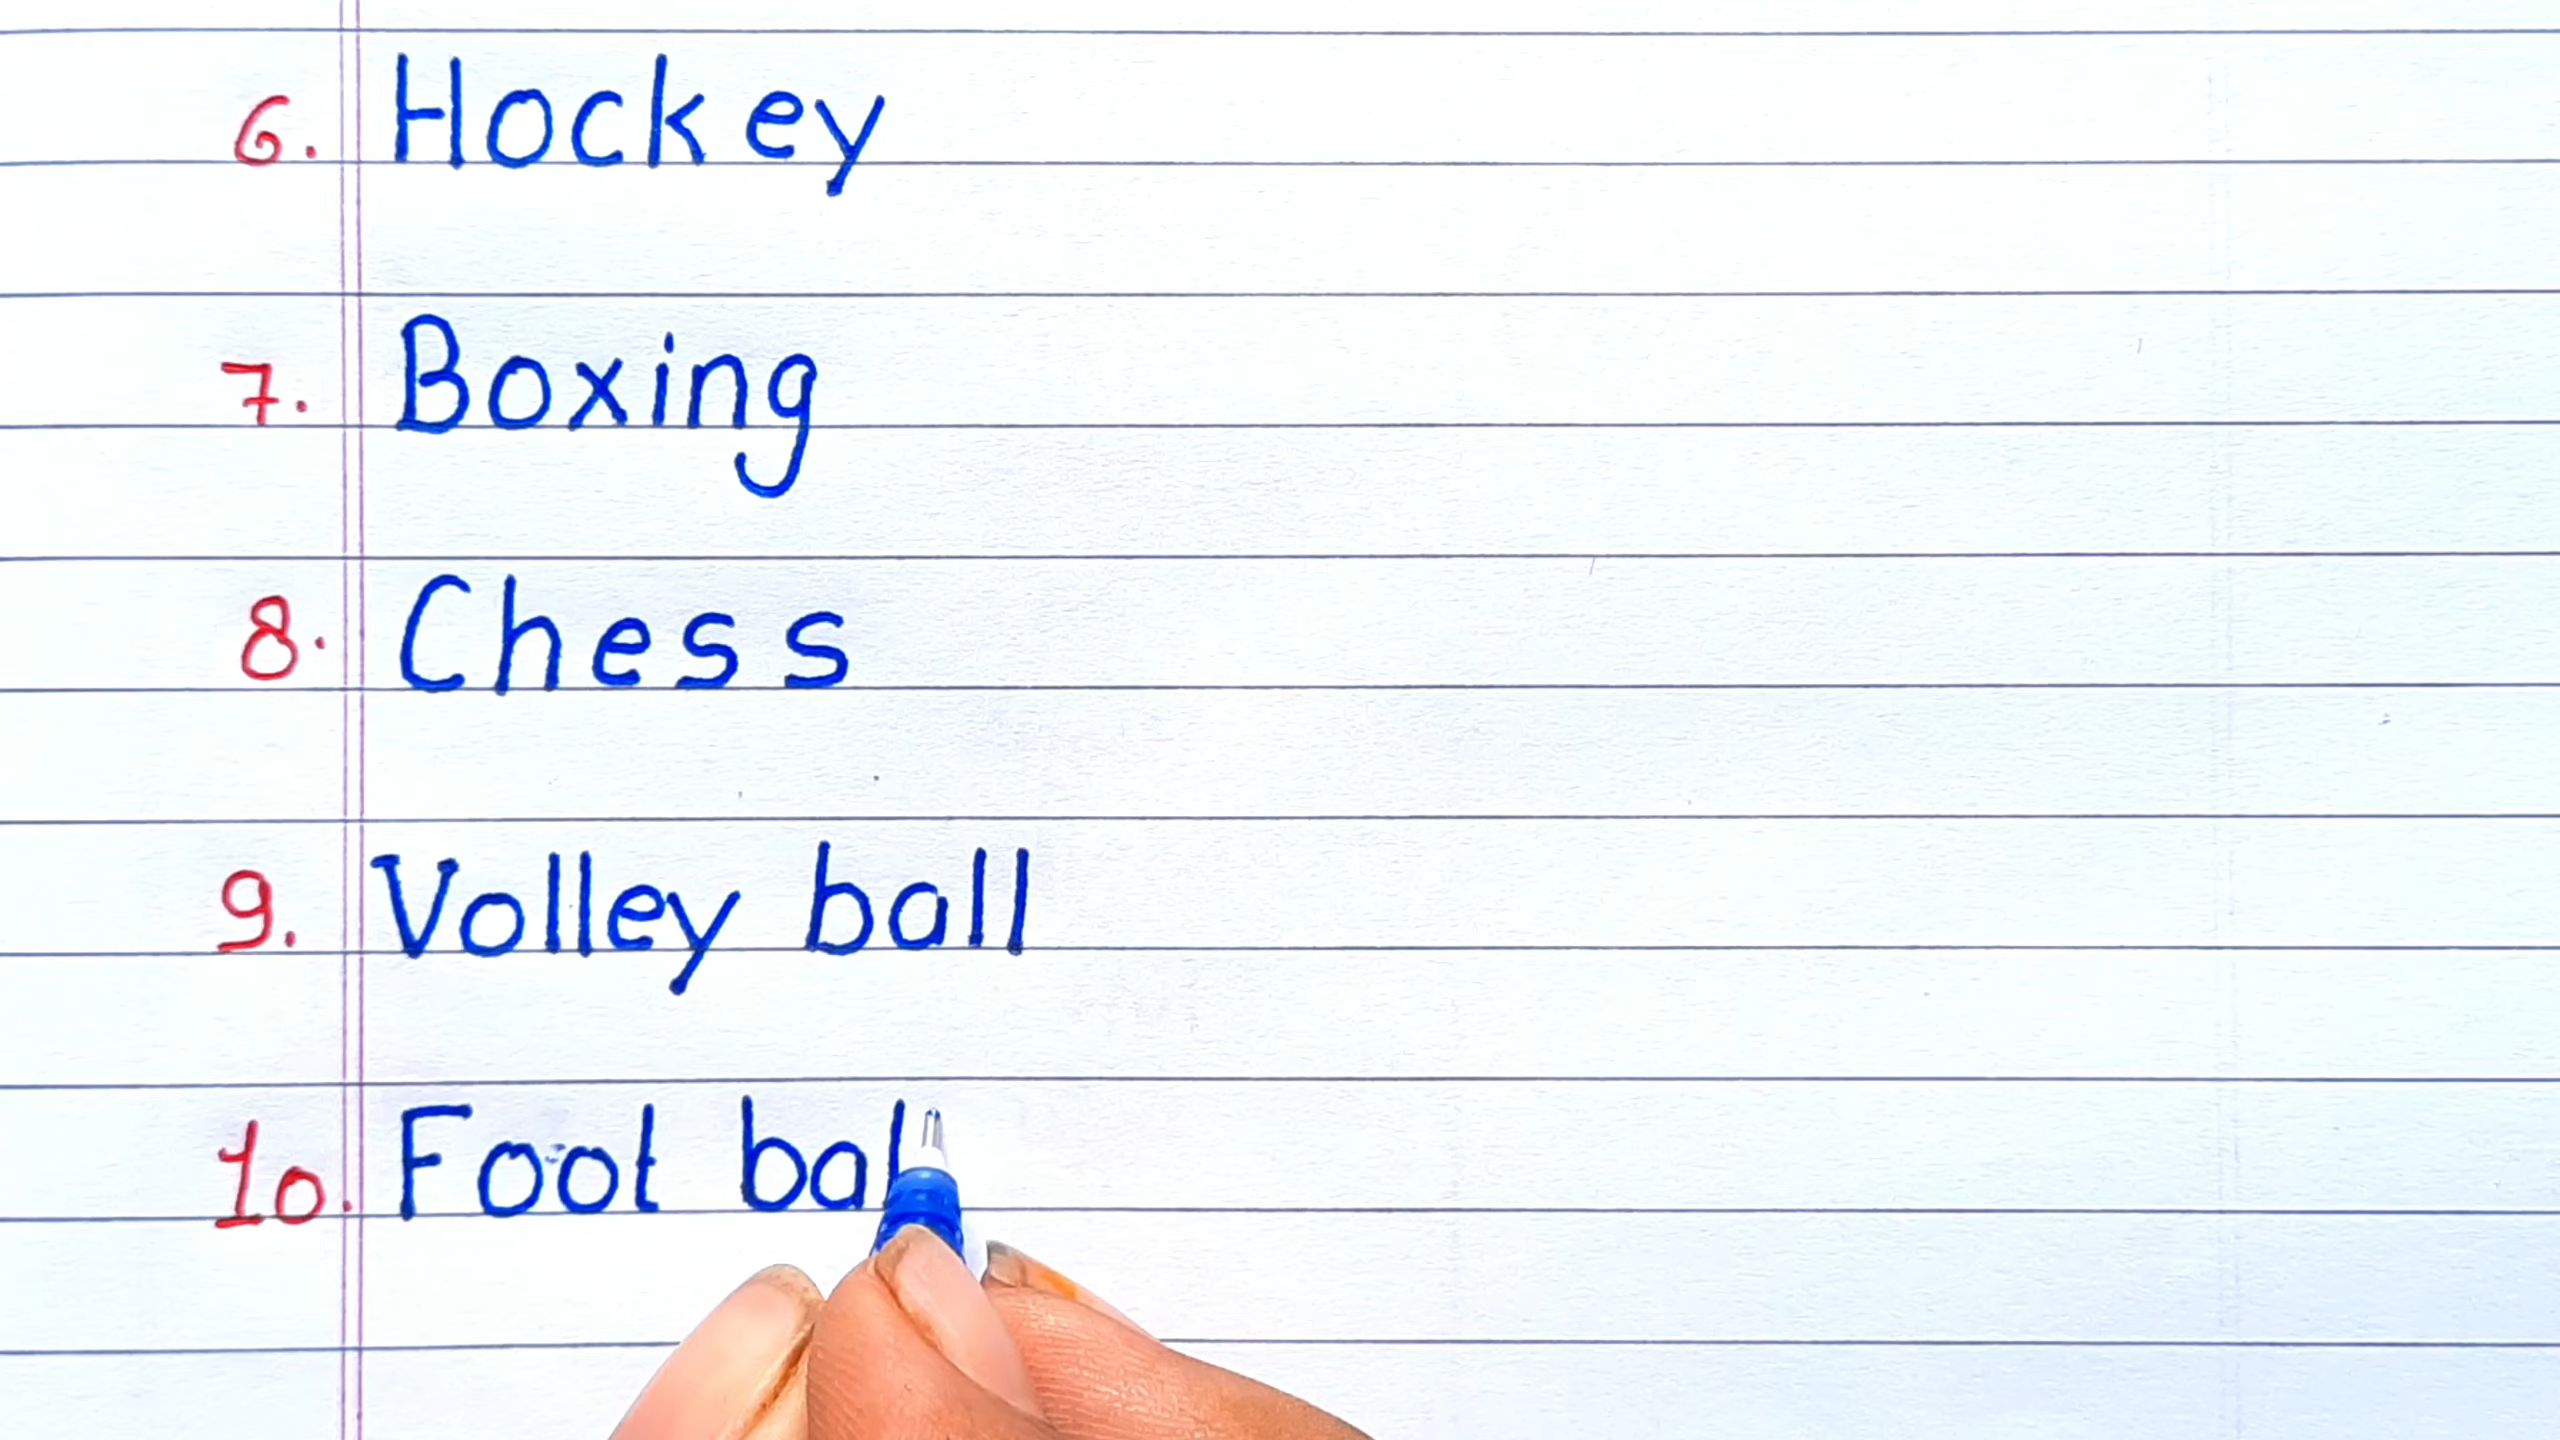 6. Hockey
7. Boxing
8. Chess
9. Volley ball
10. Foot bal